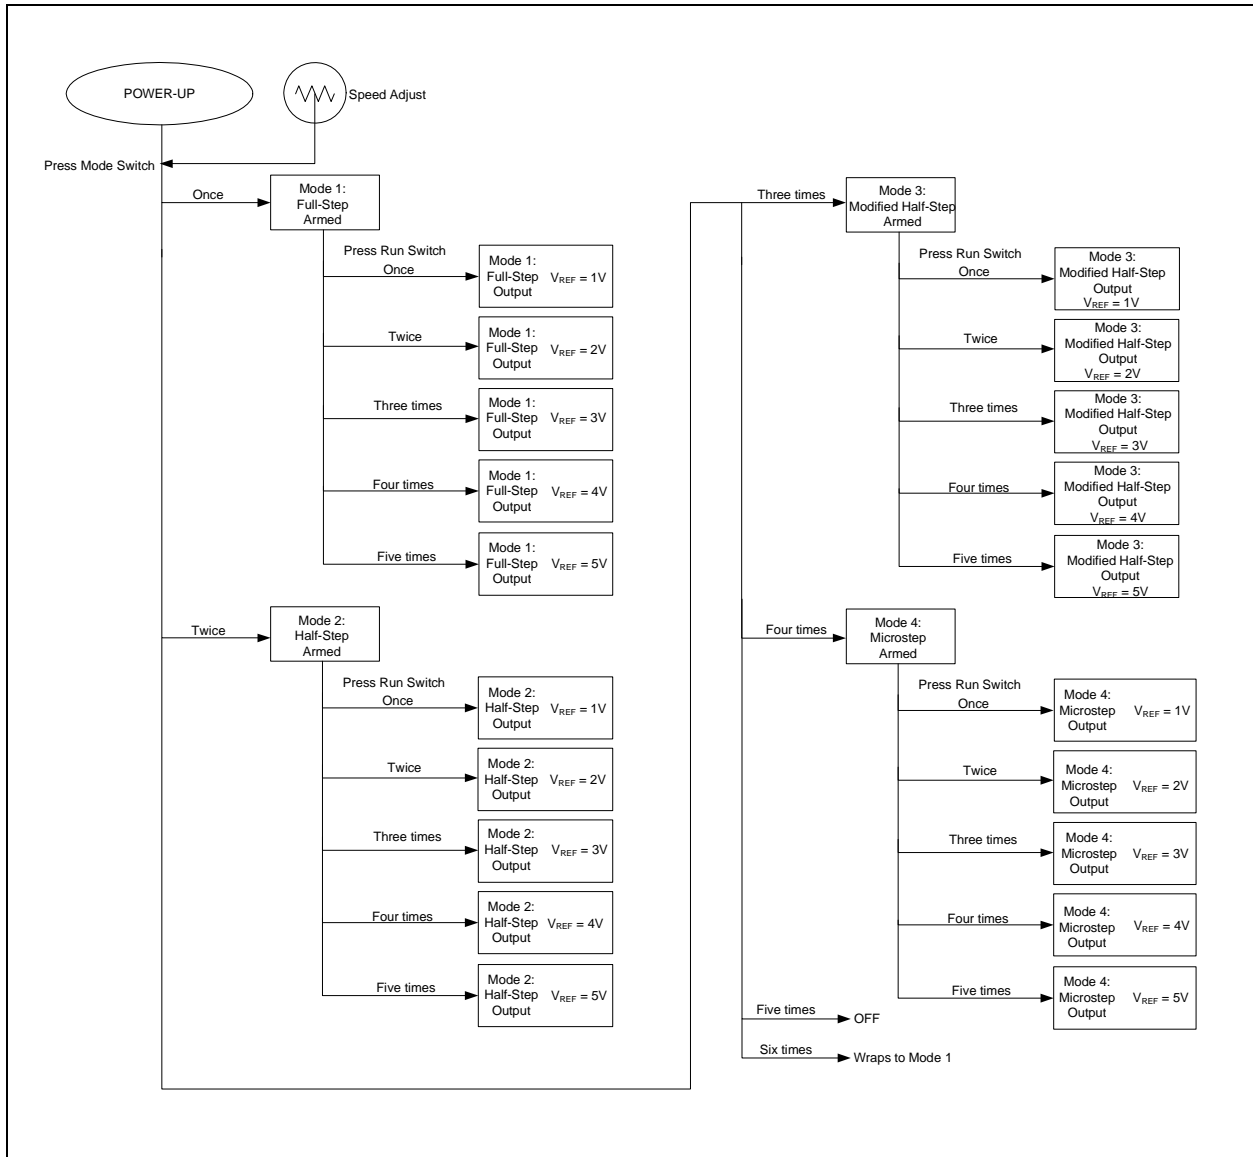 POWER-UP
Speed Adjust
Press Mode Switch
Once
Mode 1:
Full-Step
Armed
Press Run Switch
Once
Mode 1:
Full-Step
Output
VREF = 1V
Twice
Mode 1:
Full-Step
Output
VREF = 2V
Three times
Mode 1:
Full-Step
Output
VREF = 3V
Four times
Mode 1:
Full-Step
Output
VREF = 4V
Five times
Mode 1:
Full-Step
Output
VREF = 5V
Twice
Mode 2:
Half-Step
Armed
Press Run Switch
Once
Mode 2:
Half-Step
Output
VREF = 1V
Twice
Mode 2:
Half-Step
Output
VREF = 2V
Three times
Mode 2:
Half-Step
Output
VREF = 3V
Four times
Mode 2:
Half-Step
Output
VREF = 4V
Five times
Mode 2:
Half-Step
Output
VREF = 5V
Three times
Mode 3:
Modified Half-Step
Armed
Press Run Switch
Once
Mode 3:
Modified Half-Step
Output
VREF = 1V
Twice
Mode 3:
Modified Half-Step
Output
VREF = 2V
Three times
Mode 3:
Modified Half-Step
Output
VREF = 3V
Four times
Mode 3:
Modified Half-Step
Output
VREF = 4V
Five times
Mode 3:
Modified Half-Step
Output
VREF = 5V
Four times
Mode 4:
Microstep
Armed
Press Run Switch
Once
Mode 4:
Microstep
Output
VREF = 1V
Twice
Mode 4:
Microstep
Output
VREF = 2V
Three times
Mode 4:
Microstep
Output
VREF = 3V
Four times
Mode 4:
Microstep
Output
VREF = 4V
Five times
Mode 4:
Microstep
Output
VREF = 5V
Five times
OFF
Six times
Wraps to Mode 1